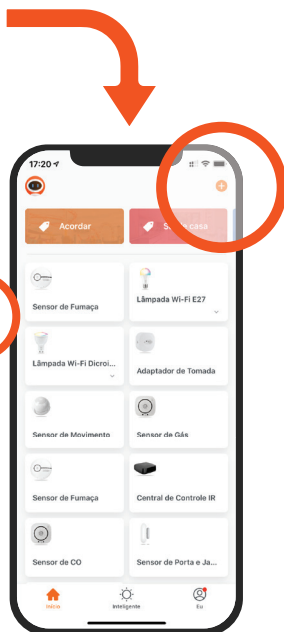 17:20
Acordar
casa
Sensor de Fumaça
Lâmpada Wi-Fi E27
Lâmpada Wi-Fi Dicroi...
Adaptador de Tomada
Sensor de Movimento
Sensor de Gás
Sensor de Fumaça
Central de Controle IR
Sensor de CO
Sensor de Porta e Ja...
Início
Inteligente
Eu